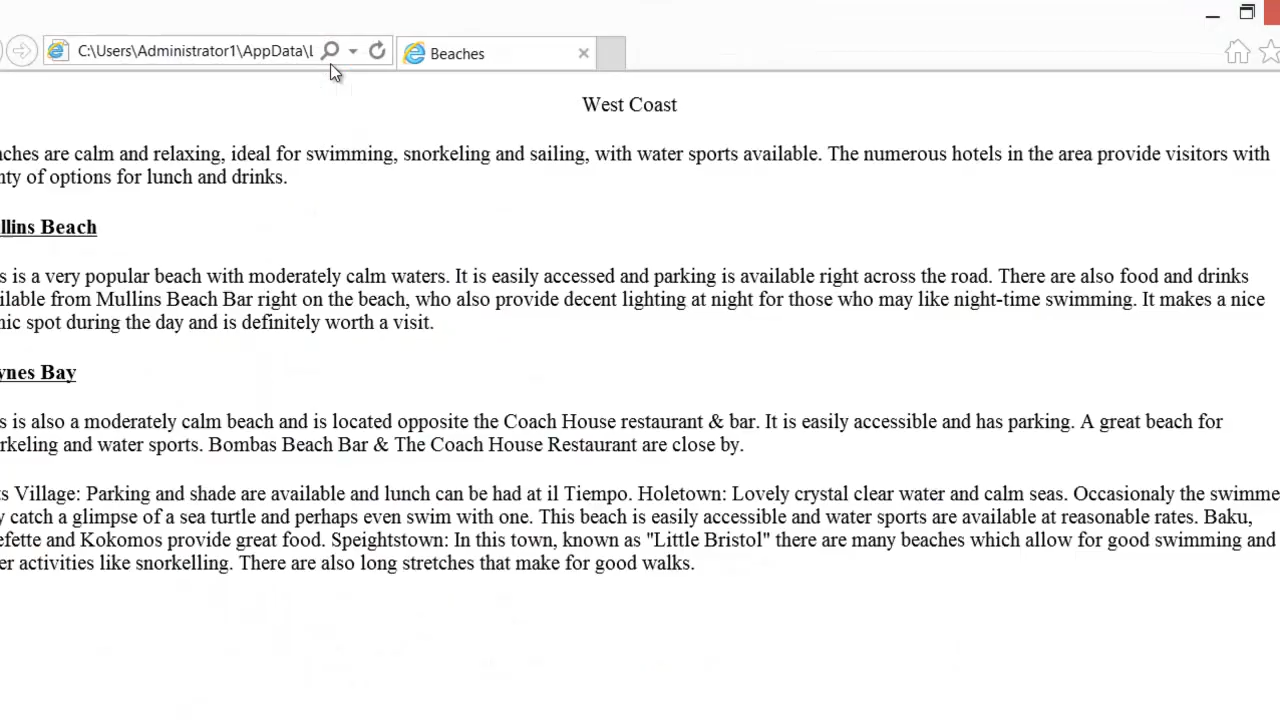 C:\Users\Administrator1\AppData\L
Beaches
West Coast
aches are calm and relaxing, ideal for swimming, snorkeling and sailing, with water sports available. The numerous hotels in the area provide visitors with
nty of options for lunch and drinks.
llins Beach
s is a very popular beach with moderately calm waters. It is easily accessed and parking is available right across the road. There are also food and drinks
ilable from Mullins Beach Bar right on the beach, who also provide decent lighting at night for those who may like night-time swimming. It makes a nice
nic spot during the day and is definitely worth a visit.
ynes Bay
s is also a moderately calm beach and is located opposite the Coach House restaurant & bar. It is easily accessible and has parking. A great beach for
rkeling and water sports. Bombas Beach Bar & The Coach House Restaurant are close by.
ts Village: Parking and shade are available and lunch can be had at il Tiempo. Holetown: Lovely crystal clear water and calm seas. Occasionaly the swimme
y catch a glimpse of a sea turtle and perhaps even swim with one. This beach is easily accessible and water sports are available at reasonable rates. Baku,
efette and Kokomos provide great food. Speightstown: In this town, known as "Little Bristol" there are many beaches which allow for good swimming and
er activities like snorkelling. There are also long stretches that make for good walks.